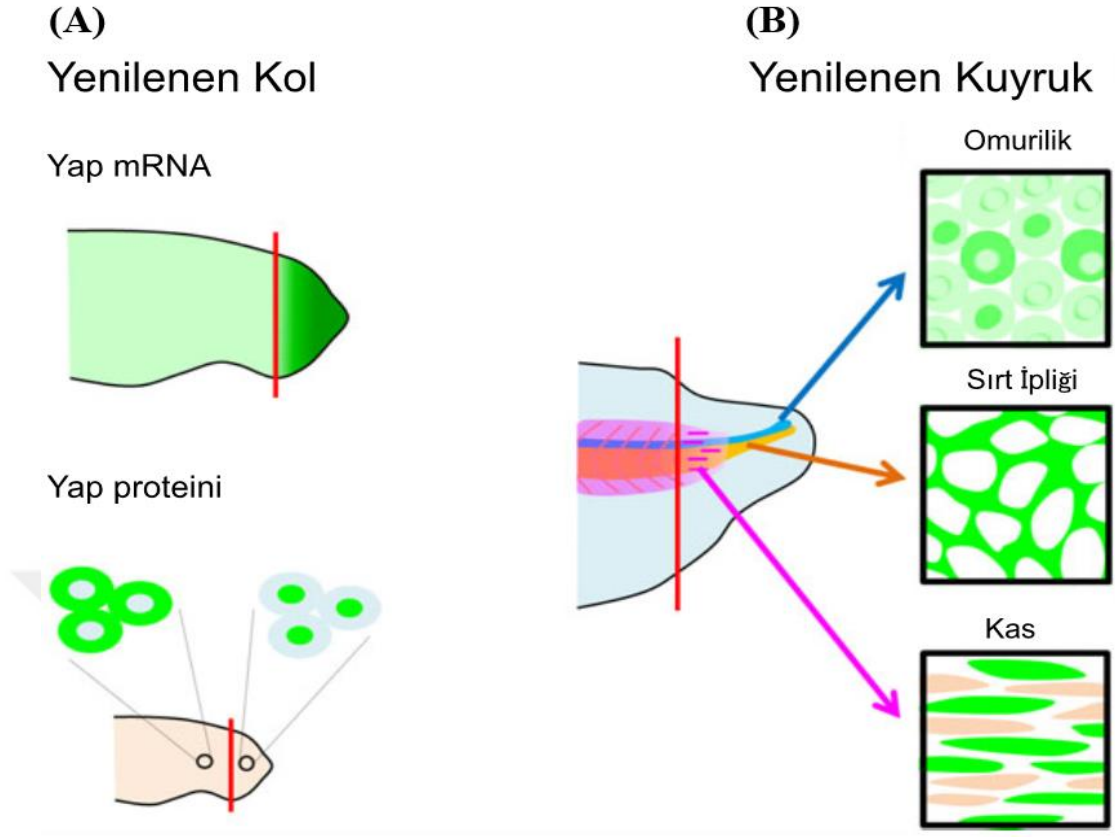 (A)
Yenilenen Kol
Yap mRNA
Yap proteini
(B)
Yenilenen Kuyruk
Omurilik
Sırt İpliği
Kas